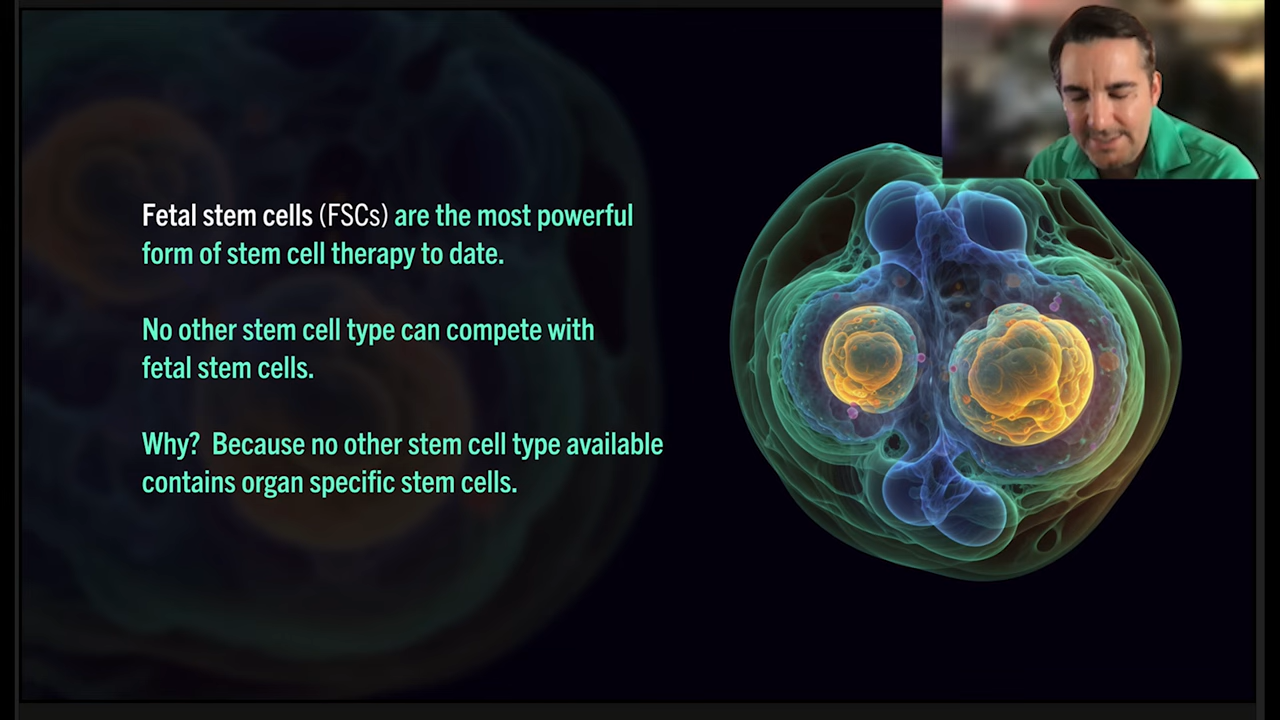 Fetal stem cells (FSCs) are the most powerful
form of stem cell therapy to date.
No other stem cell type can compete with
fetal stem cells.
Why?  Because no other stem cell type available
contains organ specific stem cells.